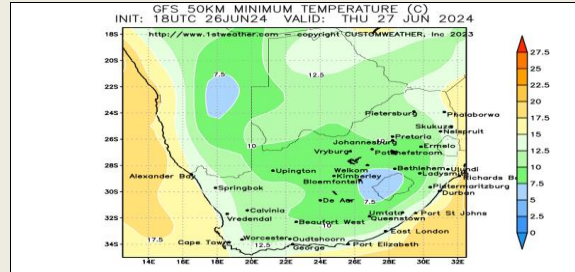 GFS 50KM MINIMUM TEMPERATURE (C)
INIT: 18UTC 26JUN24 VALID: THU 27 JUN 2024
http://www.1stweather.com — copyright CUSTOMWEATHER, Inc 2023
18S
20S
22S
24S
26S
28S
30S
32S
34S
14E
16E
18E
20E
22E
24E
26E
28E
30E
32E
7.5
12.5
10
10
7.5
10
12.5
17.5
Pietersburg
Phalaborwa
Skukuza
Nelspruit
Pretoria
Johannesburg
Ermelo
Potchefstroom
Vryburg
Welkom
Bethlehem
Ulundi
Upington
Kimberley
Ladysmith
Richards Ba
Bloemfontein
Alexander Bay
Springbok
Pietermaritzburg
Durban
De Aar
Calvinia
Umtata
Port St Johns
Vredendal
Beaufort West
Queenstown
East London
Worcester
Oudtshoorn
Cape Town
George
Port Elizabeth
27.5
25
22.5
20
17.5
15
12.5
10
7.5
5
2.5
0